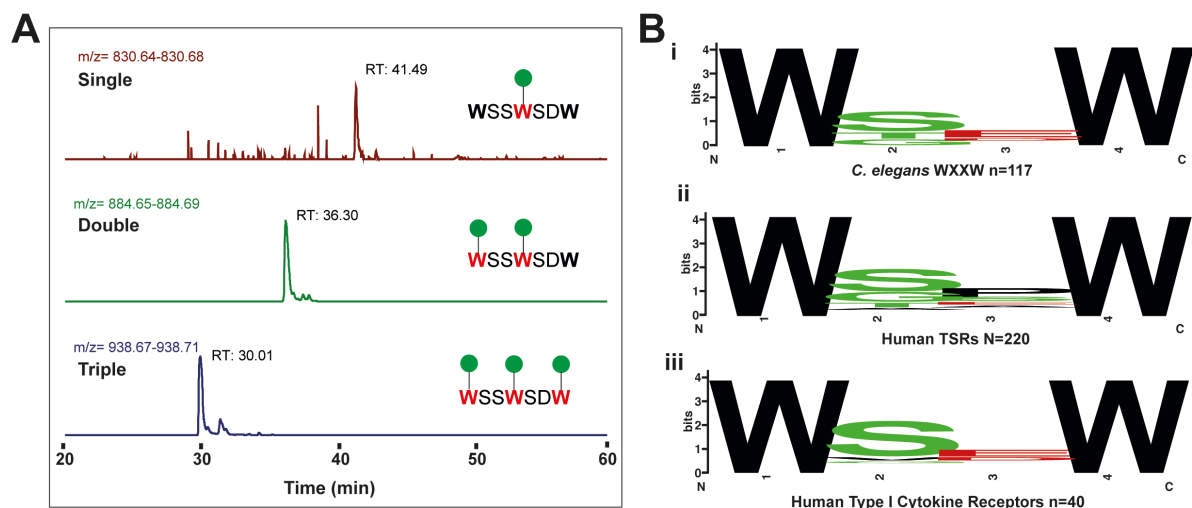 A
m/z= 830.64-830.68
Single
RT: 41.49
WSSWSDW
m/z= 884.65-884.69
Double
RT: 36.30
WSSWSDW
m/z= 938.67-938.71
Triple
RT: 30.01
WSSWSDW
20 30 40 50 60
Time (min)
B
i
4
3
2
1
0
bits
W S W
N 1 2 3 4 C
C. elegans WXXW n=117
ii
4
3
2
1
0
bits
W S W
N 1 2 3 4 C
Human TSRs N=220
iii
4
3
2
1
0
bits
W S W
N 1 2 3 4 C
Human Type I Cytokine Receptors n=40